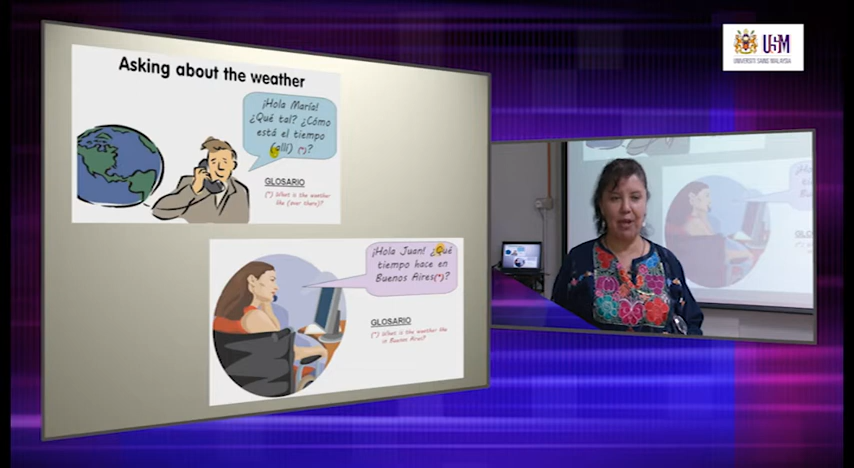 Asking about the weather
¡Hola María!
¿Qué tal? ¿Cómo
está el tiempo
(allí) (*)?
GLOSARIO
(*) What is the weather
like (over there)?
¡Hola Juan! ¿Qué
tiempo hace en
Buenos Aires(*)?
GLOSARIO
(*) What is the weather like
in Buenos Aires?
USM
UNIVERSITI SAINS MALAYSIA